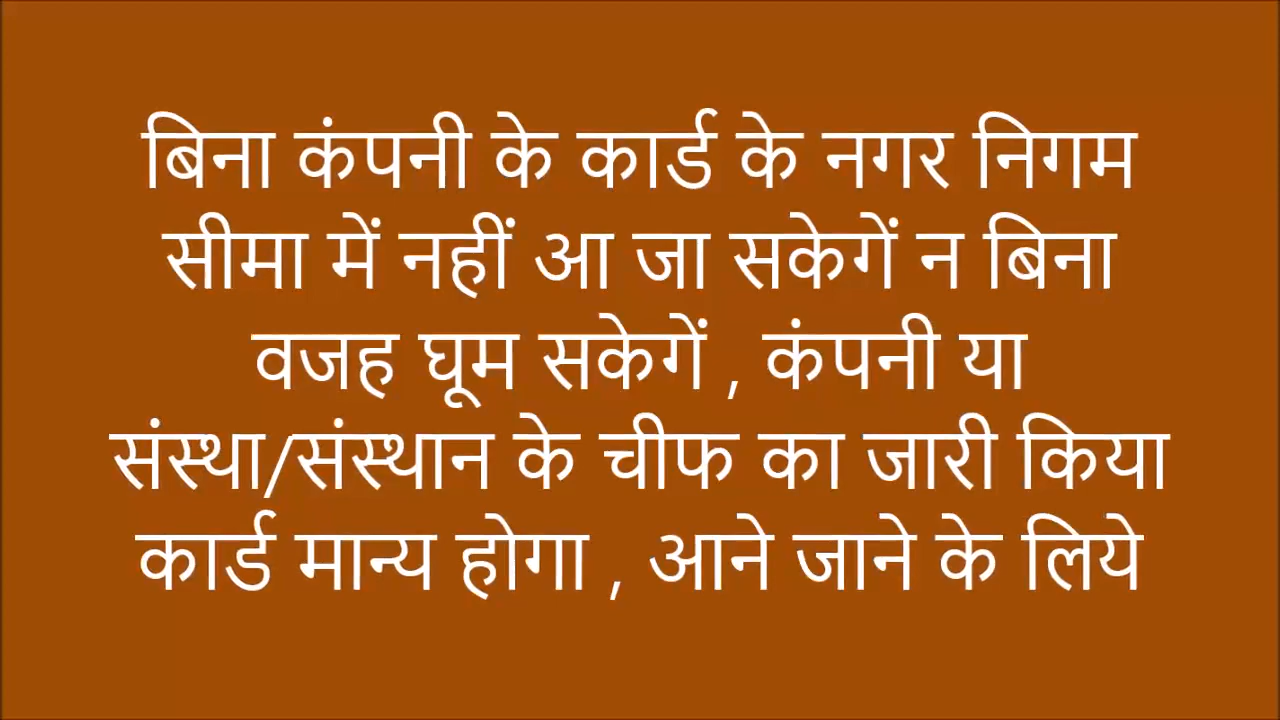 बिना कंपनी के कार्ड के नगर निगम
सीमा में नहीं आ जा सकेगें न बिना
वजह घूम सकेगें , कंपनी या
संस्था/संस्थान के चीफ का जारी किया
कार्ड मान्य होगा , आने जाने के लिये